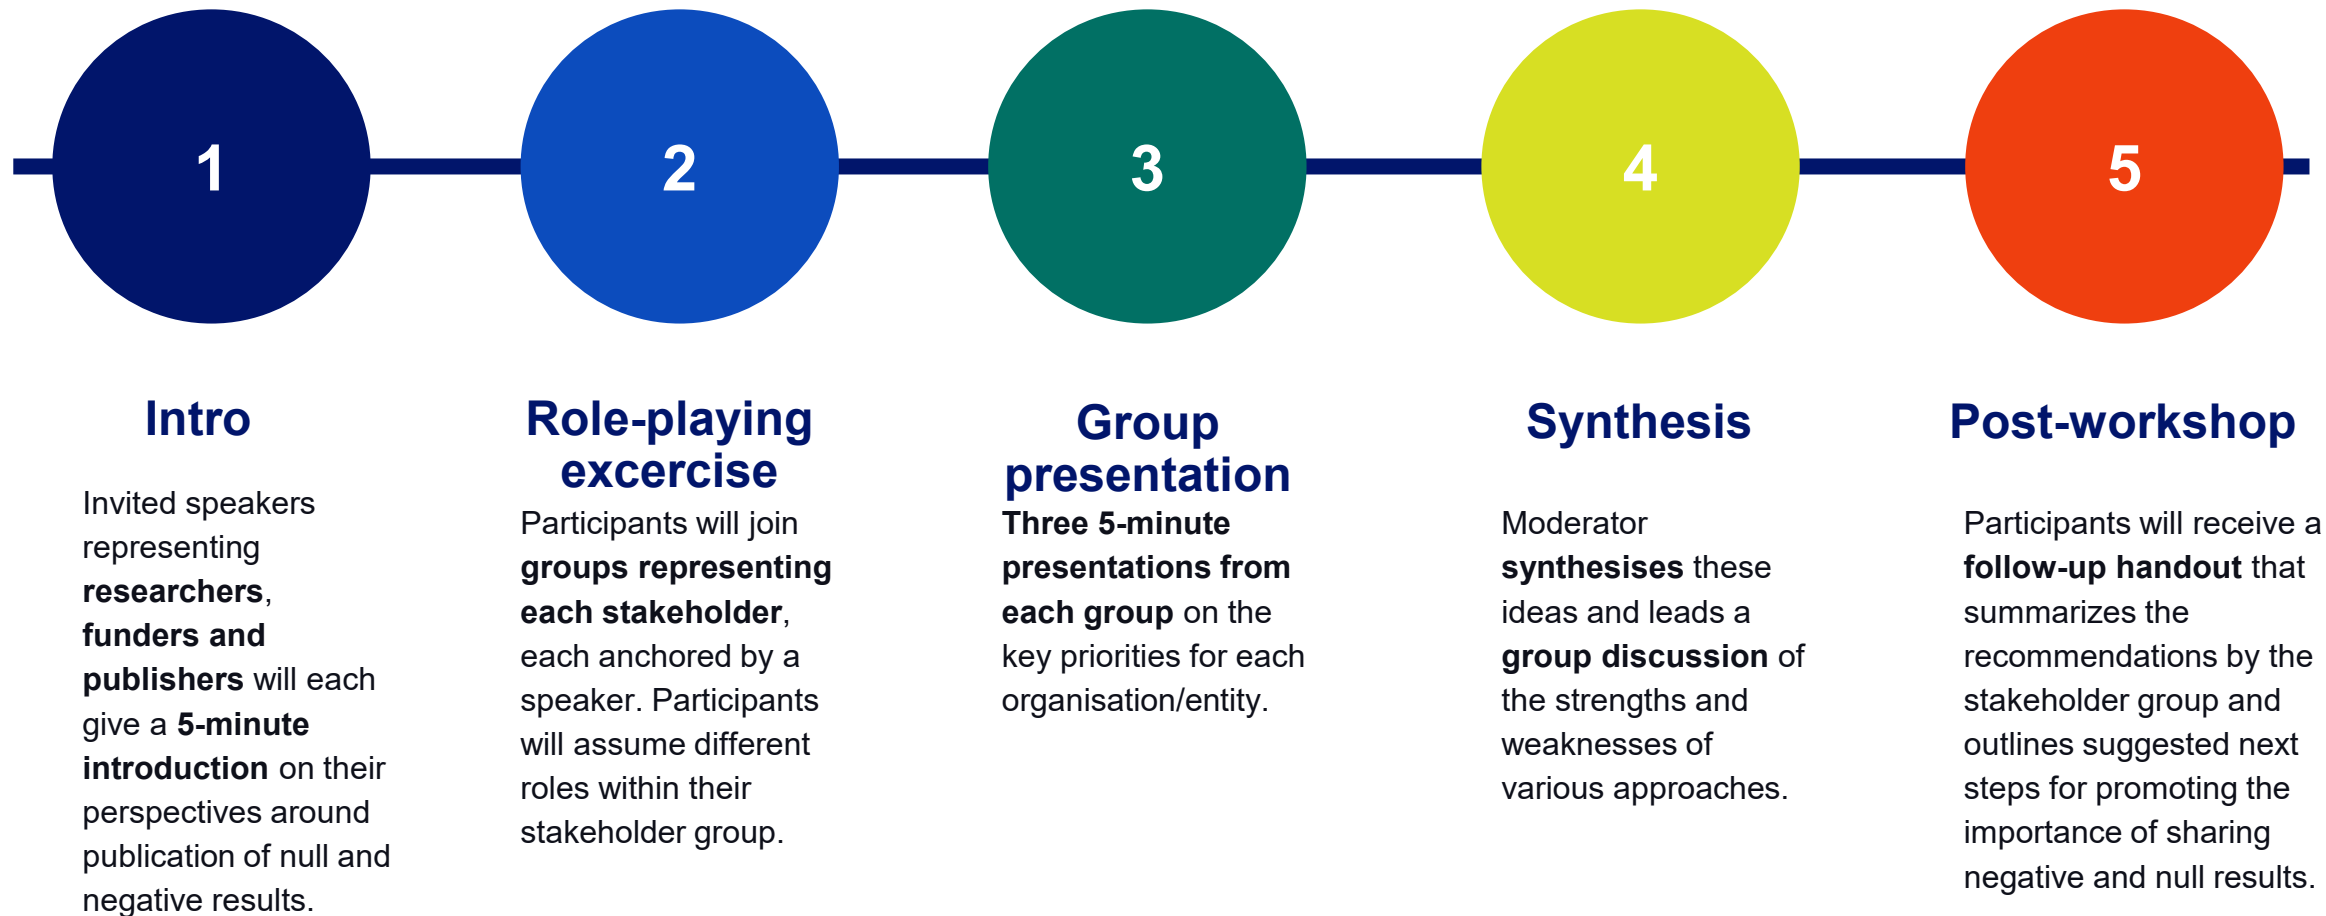 1
2
3
4
5
Intro
Invited speakers
representing
researchers,
funders and
publishers will each
give a 5-minute
introduction on their
perspectives around
publication of null and
negative results.
Role-playing
excercise
Participants will join
groups representing
each stakeholder,
each anchored by a
speaker. Participants
will assume different
roles within their
stakeholder group.
Group
presentation
Three 5-minute
presentations from
each group on the
key priorities for each
organisation/entity.
Synthesis
Moderator
synthesises these
ideas and leads a
group discussion of
the strengths and
weaknesses of
various approaches.
Post-workshop
Participants will receive a
follow-up handout that
summarizes the
recommendations by the
stakeholder group and
outlines suggested next
steps for promoting the
importance of sharing
negative and null results.